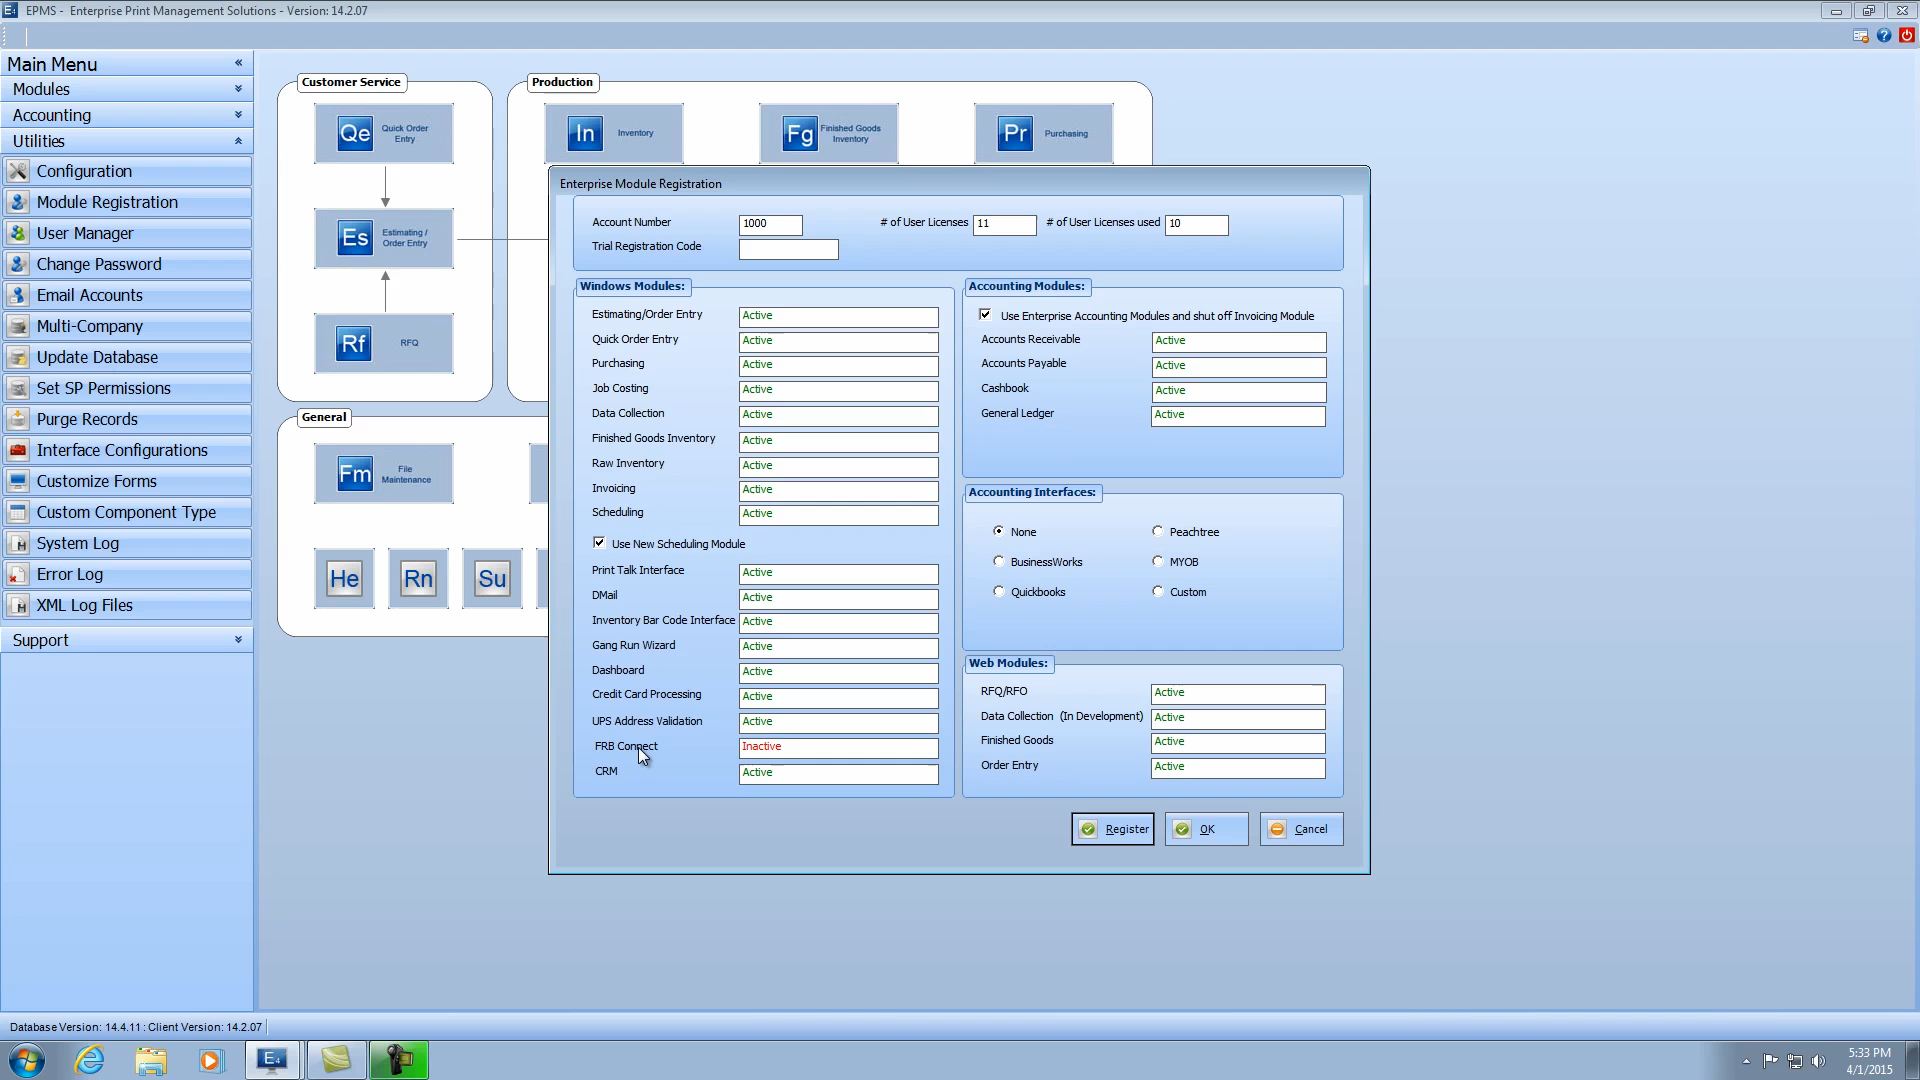 EPMS - Enterprise Print Management Solutions - Version: 14.2.07
Main Menu
Modules
Accounting
Utilities
Configuration
Module Registration
User Manager
Change Password
Email Accounts
Multi-Company
Update Database
Set SP Permissions
Purge Records
Interface Configurations
Customize Forms
Custom Component Type
System Log
Error Log
XML Log Files
Support
Customer Service
Qe Quick Order
Entry
Es Estimating /
Order Entry
Rf RFQ
Production
In Inventory
Fg Finished Goods
Inventory
Pr Purchasing
General
Fm File
Maintenance
He Rn Su
Enterprise Module Registration
Account Number 1000 # of User Licenses 11 # of User Licenses used 10
Trial Registration Code
Windows Modules:
Estimating/Order Entry Active
Quick Order Entry Active
Purchasing Active
Job Costing Active
Data Collection Active
Finished Goods Inventory Active
Raw Inventory Active
Invoicing Active
Scheduling Active
Use New Scheduling Module
Print Talk Interface Active
DMail Active
Inventory Bar Code Interface Active
Gang Run Wizard Active
Dashboard Active
Credit Card Processing Active
UPS Address Validation Active
FRB Connect Inactive
CRM Active
Accounting Modules:
Use Enterprise Accounting Modules and shut off Invoicing Module
Accounts Receivable Active
Accounts Payable Active
Cashbook Active
General Ledger Active
Accounting Interfaces:
None Peachtree
BusinessWorks MYOB
Quickbooks Custom
Web Modules:
RFQ/RFO Active
Data Collection (In Development) Active
Finished Goods Active
Order Entry Active
Register OK Cancel
Database Version: 14.4.11 : Client Version: 14.2.07
5:33 PM
4/1/2015